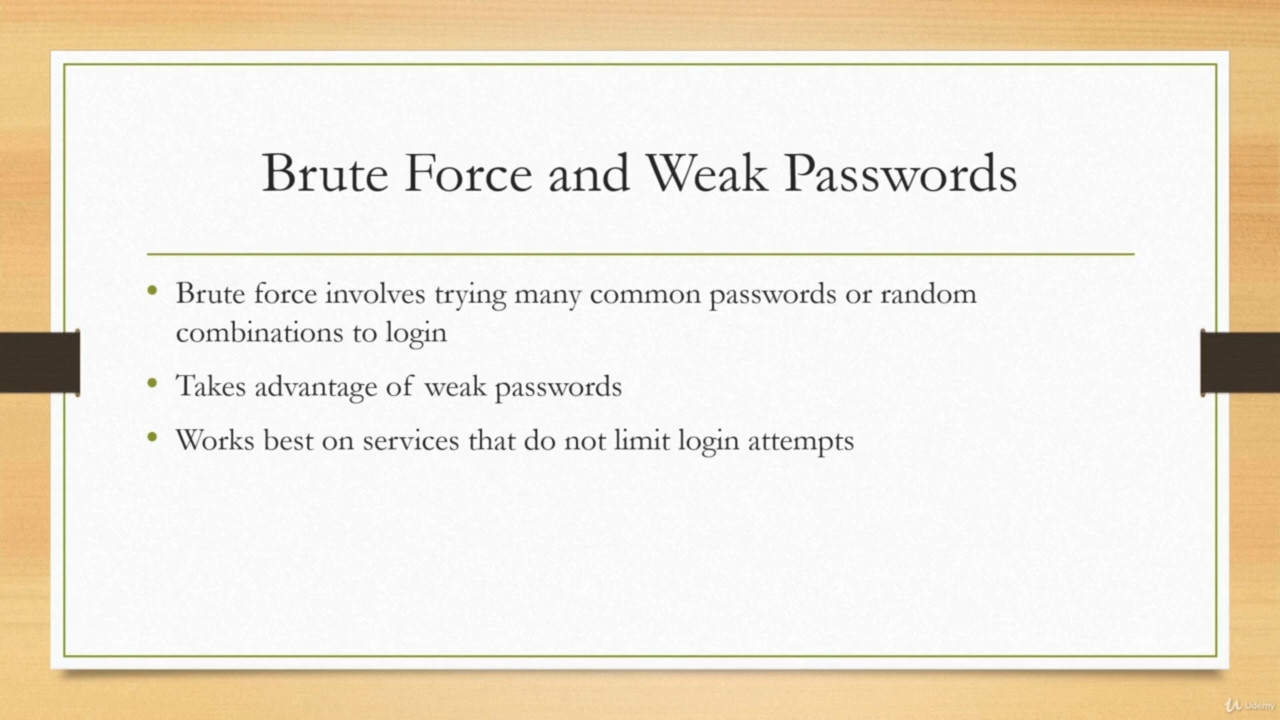 Brute Force and Weak Passwords
• Brute force involves trying many common passwords or random
combinations to login
• Takes advantage of weak passwords
• Works best on services that do not limit login attempts
Udemy